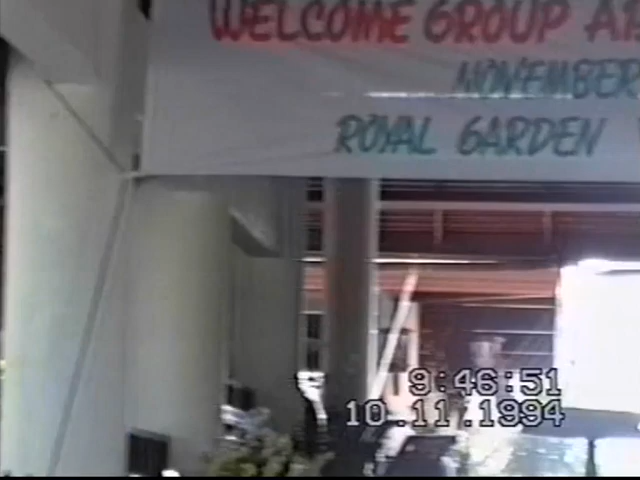 WELCOME GROUP
NOVEMBER
ROYAL GARDEN
9:46:51
10.11.1994